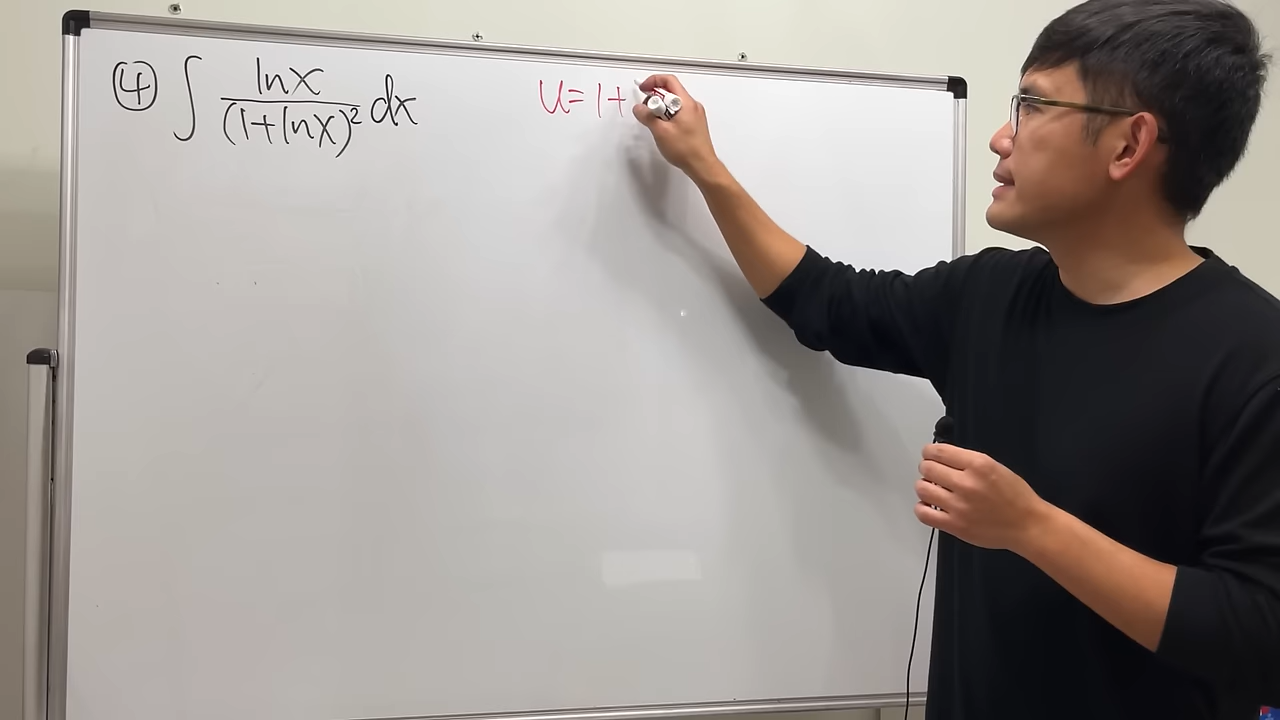 ④ ∫ lnx/(1+lnx)² dx
u=1+